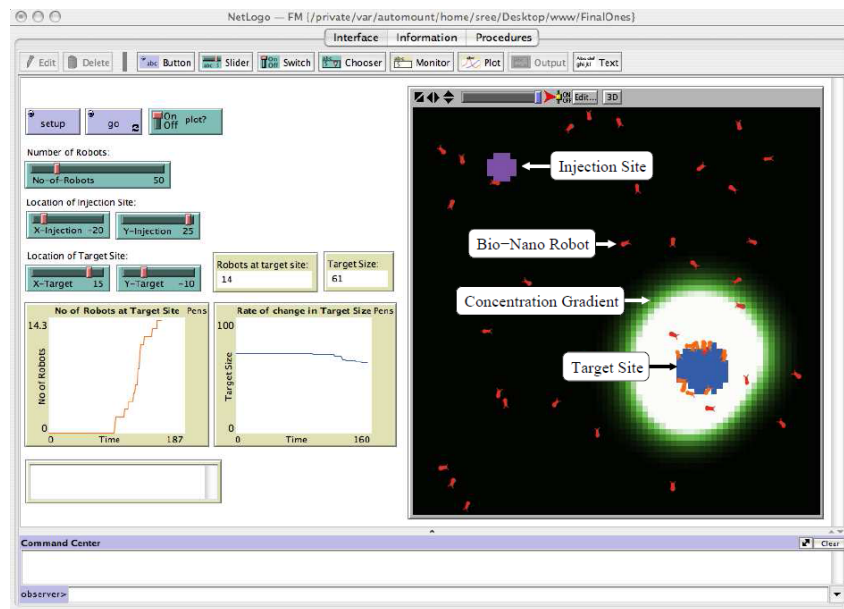 NetLogo — FM {/private/var/automount/home/sree/Desktop/www/FinalOnes}
Interface Information Procedures
Edit Delete abc Button Slider On Off Switch Chooser Monitor Plot Output Text
setup go On Off plot? Edit... 3D
Number of Robots:
No-of-Robots 50
Location of Injection Site:
X-Injection -20 Y-Injection 25
Location of Target Site:
X-Target 15 Y-Target -10
Robots at target site:
14
Target Size:
61
No of Robots at Target Site Pens
14.3
No of Robots
0
0 Time 187
Rate of change in Target Size Pens
100
Target Size
0
0 Time 160
Injection Site
Bio-Nano Robot
Concentration Gradient
Target Site
Command Center Clear
observer>